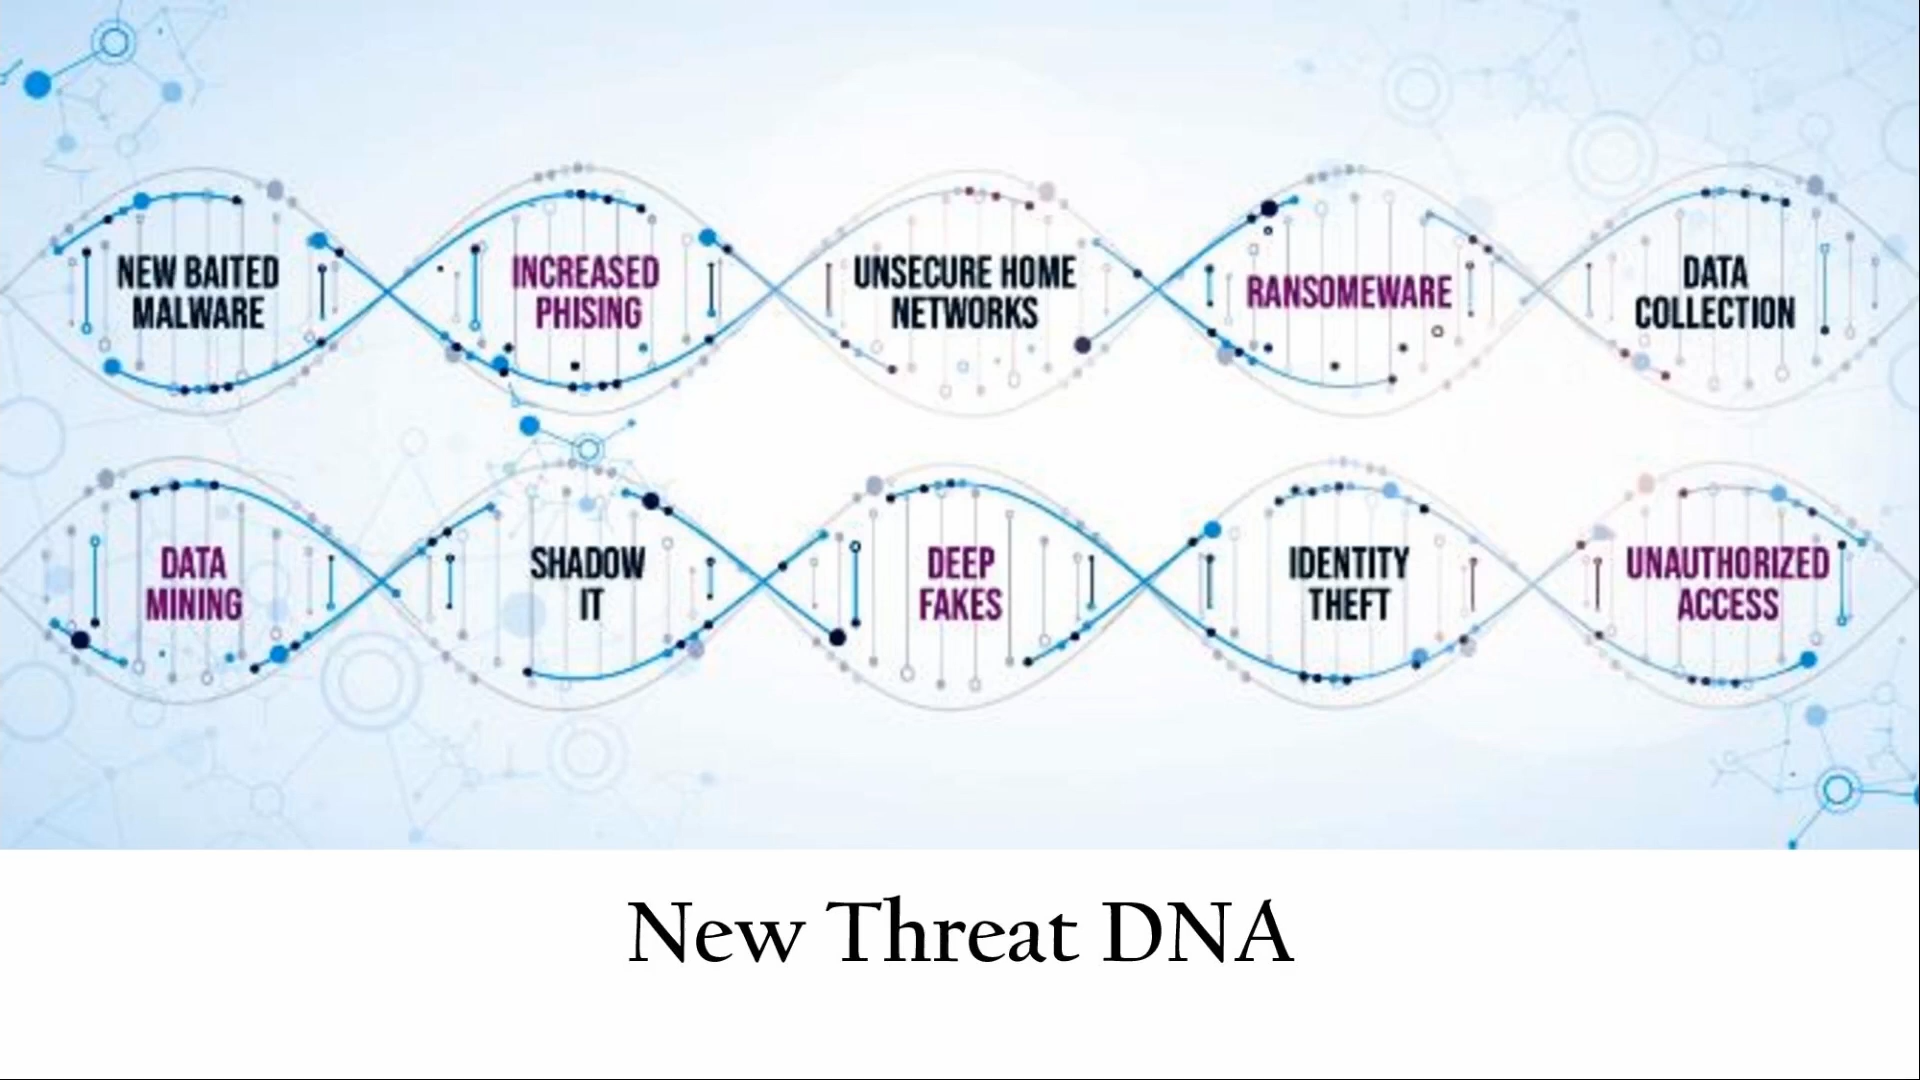 NEW BAITED
MALWARE
INCREASED
PHISING
UNSECURE HOME
NETWORKS
RANSOMEWARE
DATA
COLLECTION
DATA
MINING
SHADOW
IT
DEEP
FAKES
IDENTITY
THEFT
UNAUTHORIZED
ACCESS
New Threat DNA